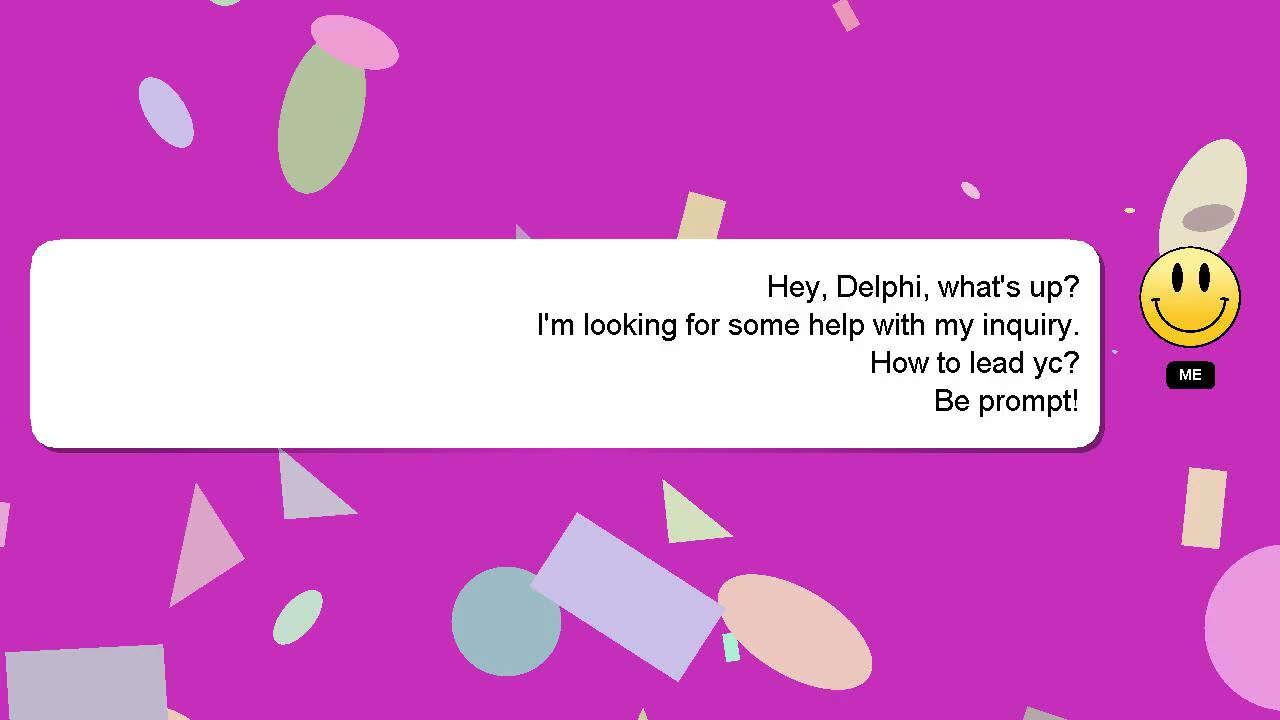 Hey, Delphi, what's up?
I'm looking for some help with my inquiry.
How to lead yc?
Be prompt!
ME